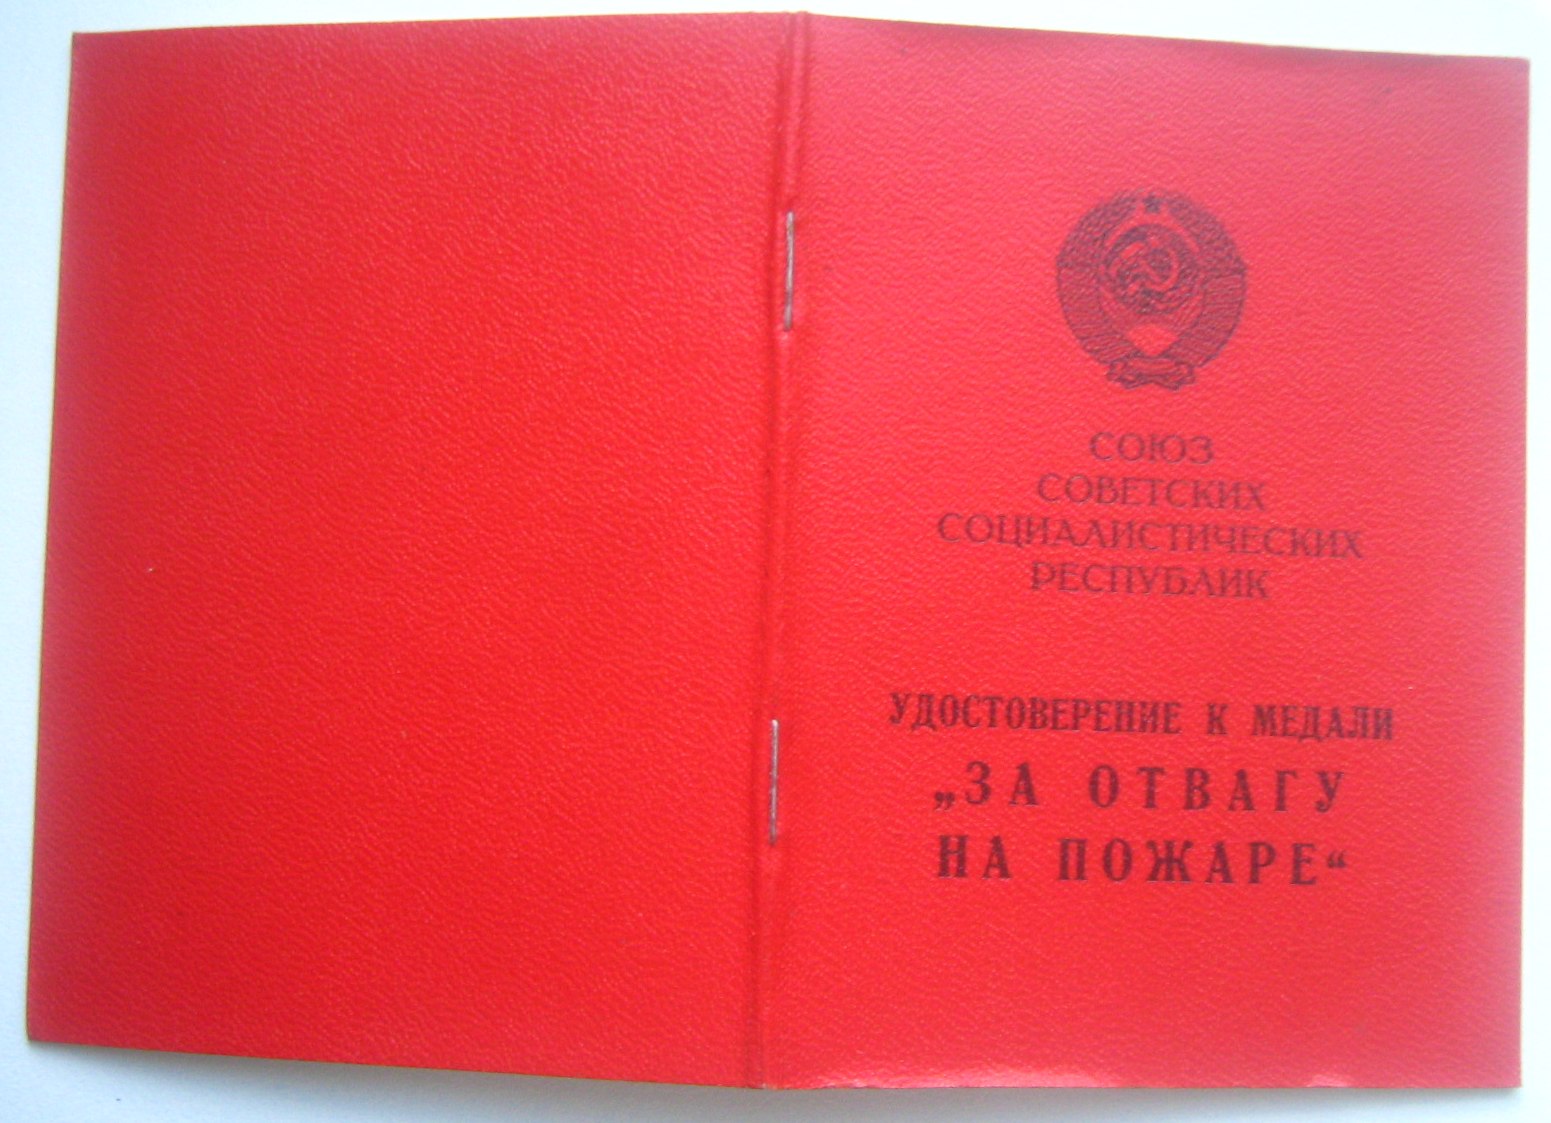 СОЮЗ
СОВЕТСКИХ
СОЦИАЛИСТИЧЕСКИХ
РЕСПУБЛИК
УДОСТОВЕРЕНИЕ К МЕДАЛИ
„ЗА ОТВАГУ
НА ПОЖАРЕ“